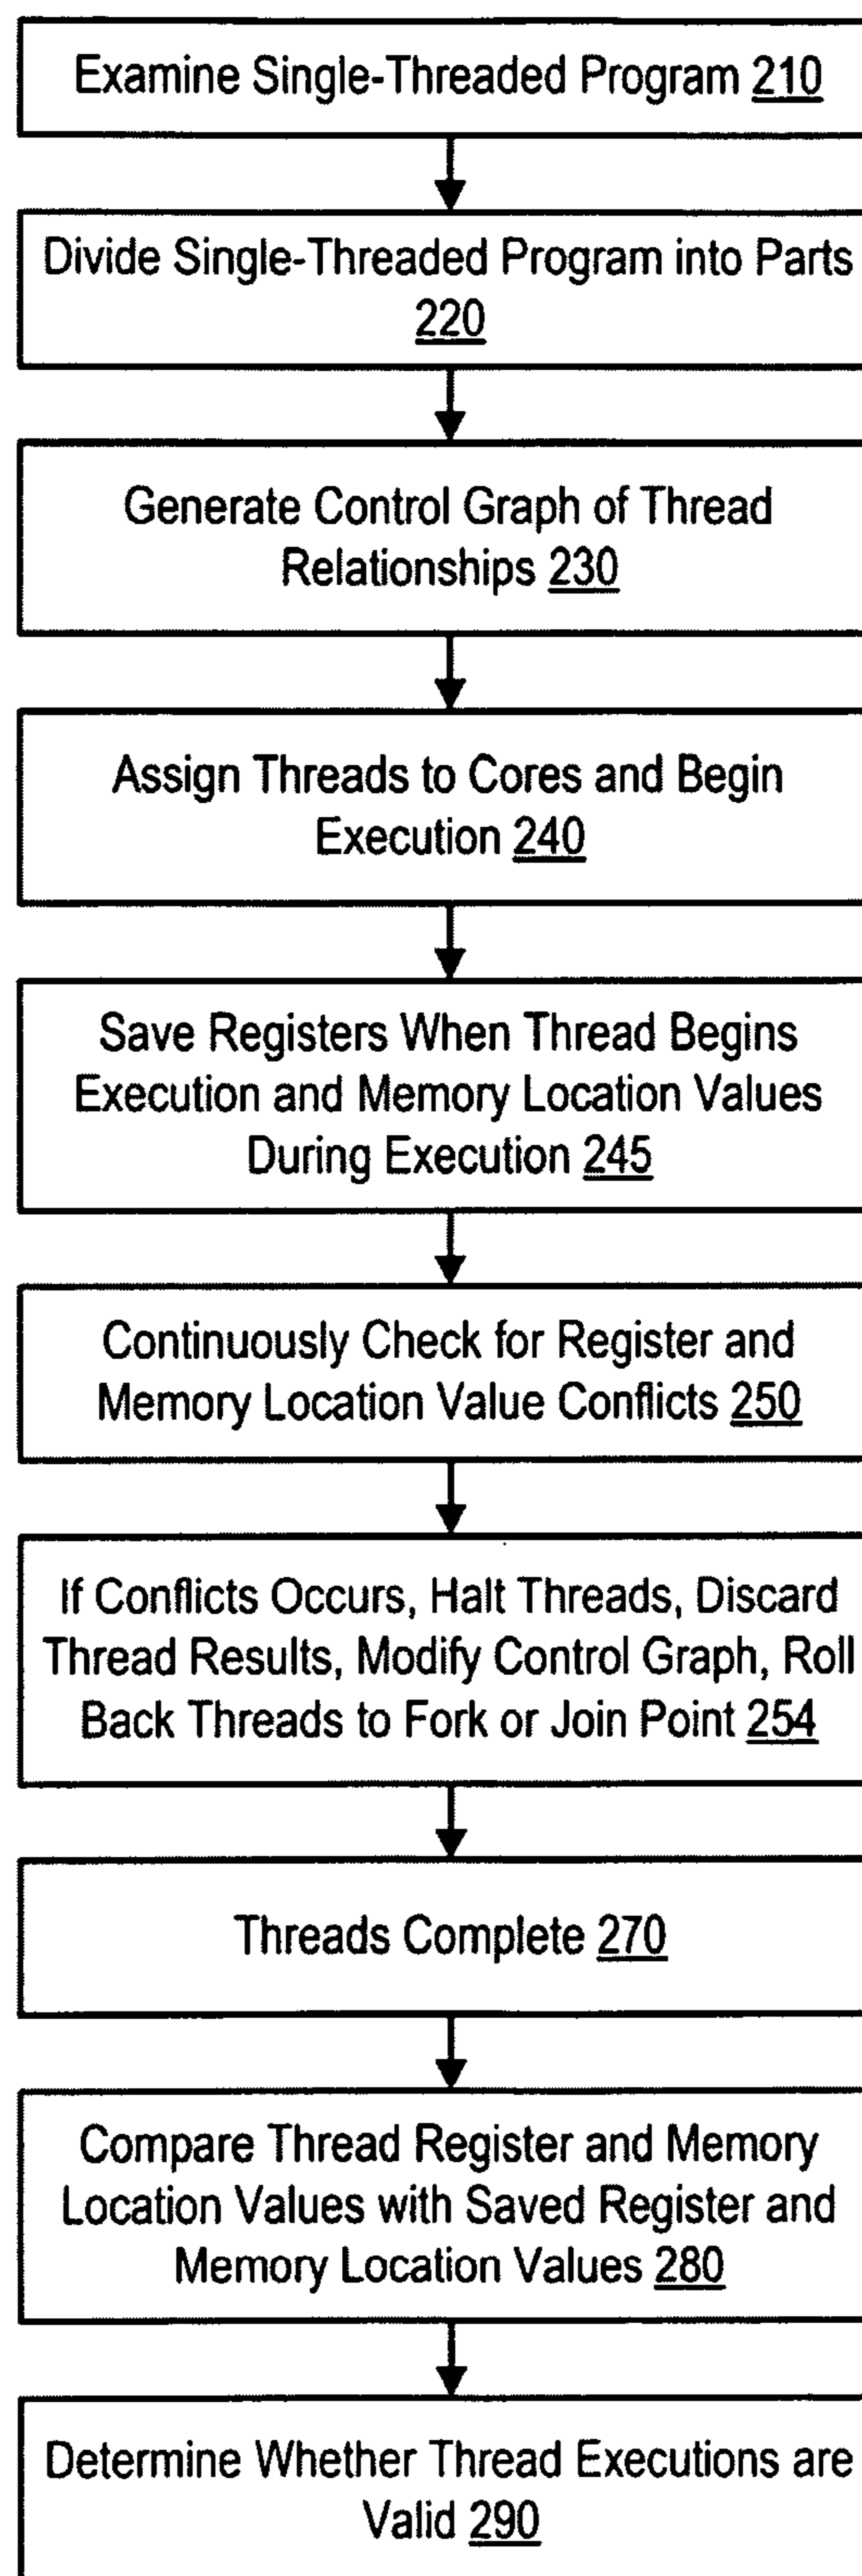 Examine Single-Threaded Program 210
Divide Single-Threaded Program into Parts
220
Generate Control Graph of Thread
Relationships 230
Assign Threads to Cores and Begin
Execution 240
Save Registers When Thread Begins
Execution and Memory Location Values
During Execution 245
Continuously Check for Register and
Memory Location Value Conflicts 250
If Conflicts Occurs, Halt Threads, Discard
Thread Results, Modify Control Graph, Roll
Back Threads to Fork or Join Point 254
Threads Complete 270
Compare Thread Register and Memory
Location Values with Saved Register and
Memory Location Values 280
Determine Whether Thread Executions are
Valid 290